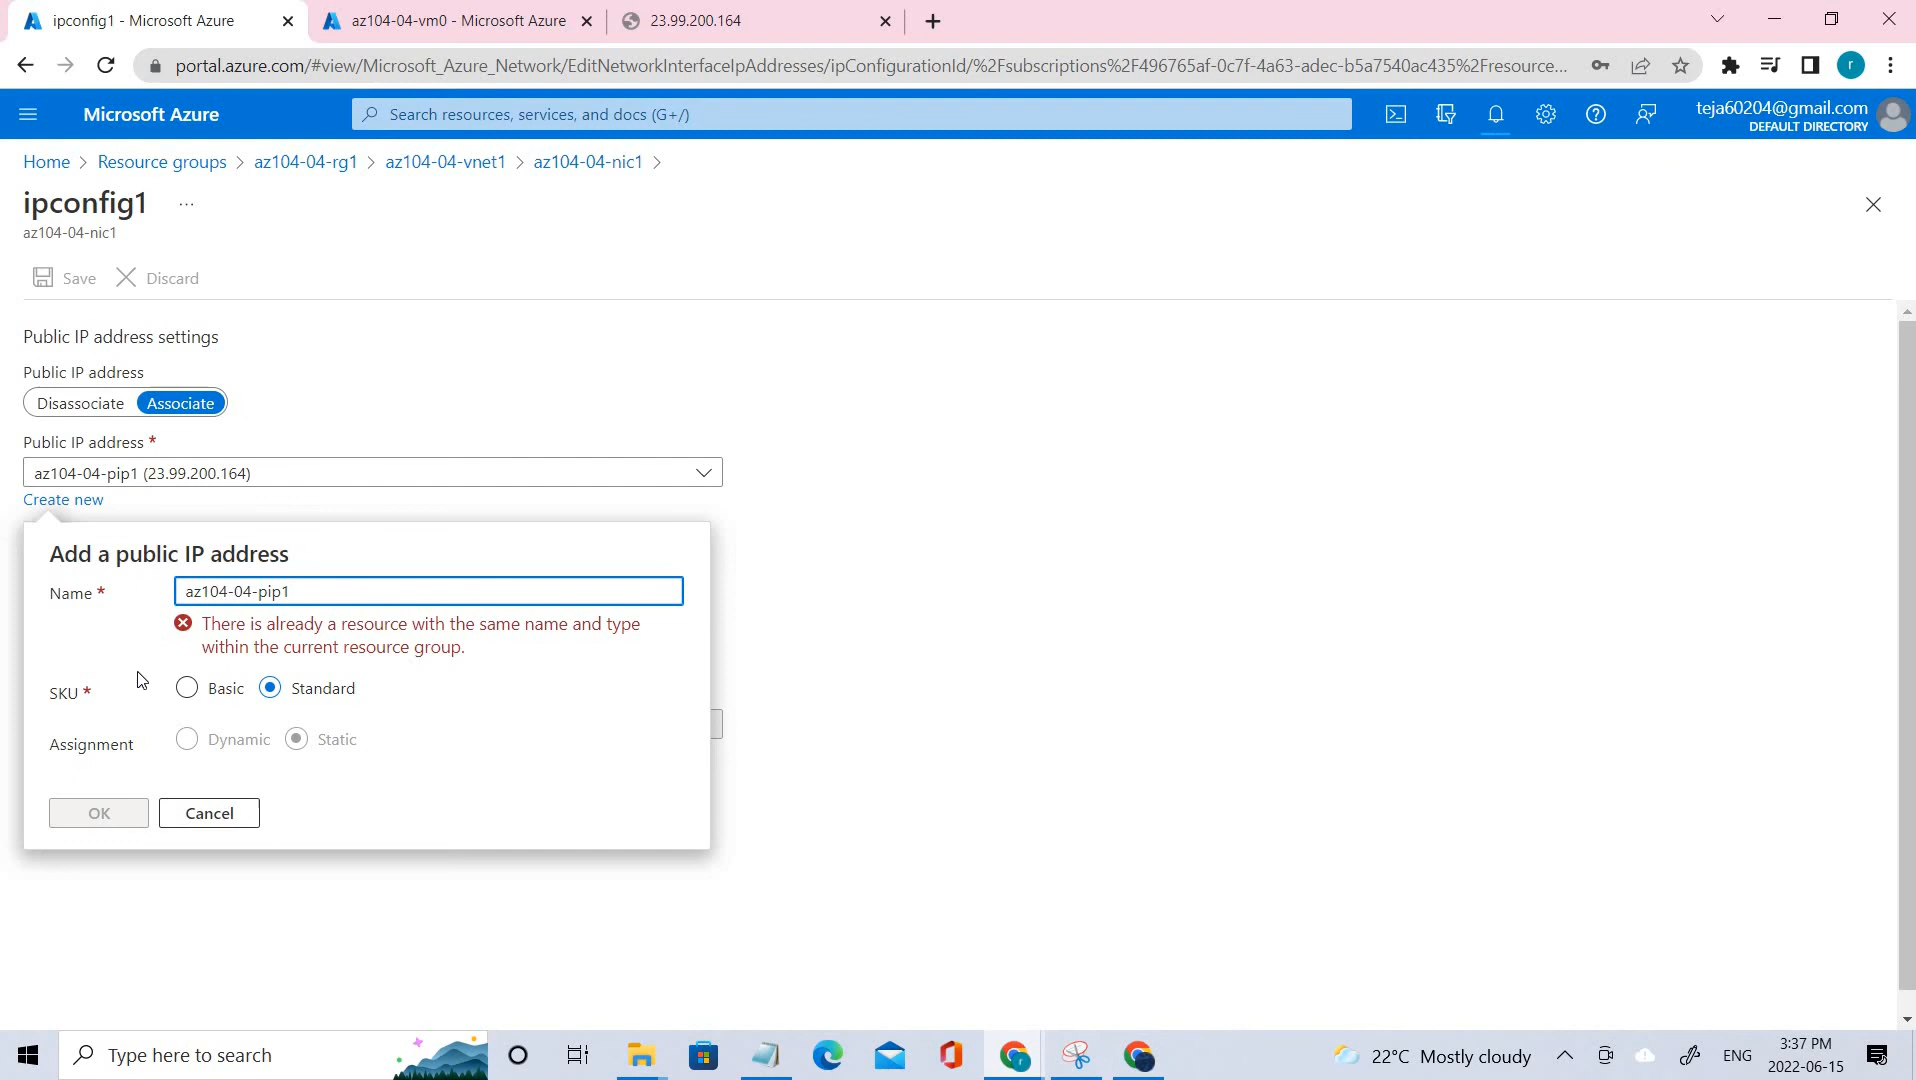 ipconfig1 - Microsoft Azure
az104-04-vm0 - Microsoft Azure
23.99.200.164
portal.azure.com/#view/Microsoft_Azure_Network/EditNetworkInterfaceIpAddresses/ipConfigurationId/%2Fsubscriptions%2F496765af-0c7f-4a63-adec-b5a7540ac435%2Fresource...
r
Microsoft Azure
Search resources, services, and docs (G+/)
teja60204@gmail.com
DEFAULT DIRECTORY
Home > Resource groups > az104-04-rg1 > az104-04-vnet1 > az104-04-nic1 >
ipconfig1 ...
az104-04-nic1
Save Discard
Public IP address settings
Public IP address
Disassociate Associate
Public IP address *
az104-04-pip1 (23.99.200.164)
Create new
Add a public IP address
Name * az104-04-pip1
There is already a resource with the same name and type
within the current resource group.
SKU * Basic Standard
Assignment Dynamic Static
OK Cancel
Type here to search
22°C Mostly cloudy
ENG
3:37 PM
2022-06-15